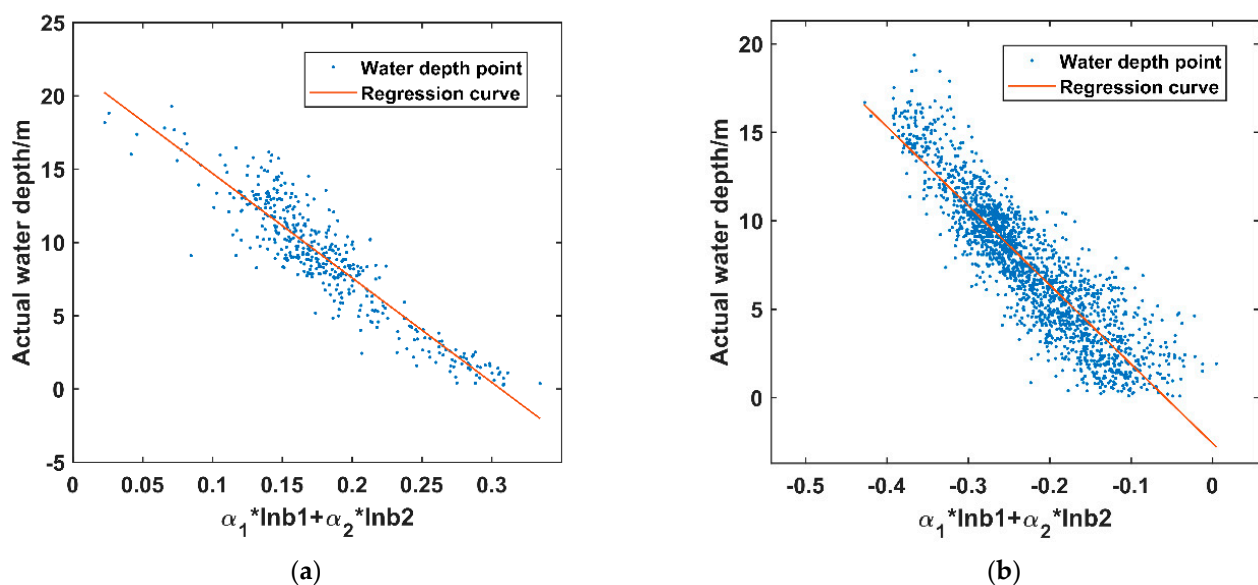 25
20
15
10
5
0
-5
Actual water depth/m
Water depth point
Regression curve
0
0.05
0.1
0.15
0.2
0.25
0.3
α1*lnb1+α2*lnb2
(a)
20
15
10
5
0
Actual water depth/m
Water depth point
Regression curve
-0.5
-0.4
-0.3
-0.2
-0.1
0
α1*lnb1+α2*lnb2
(b)